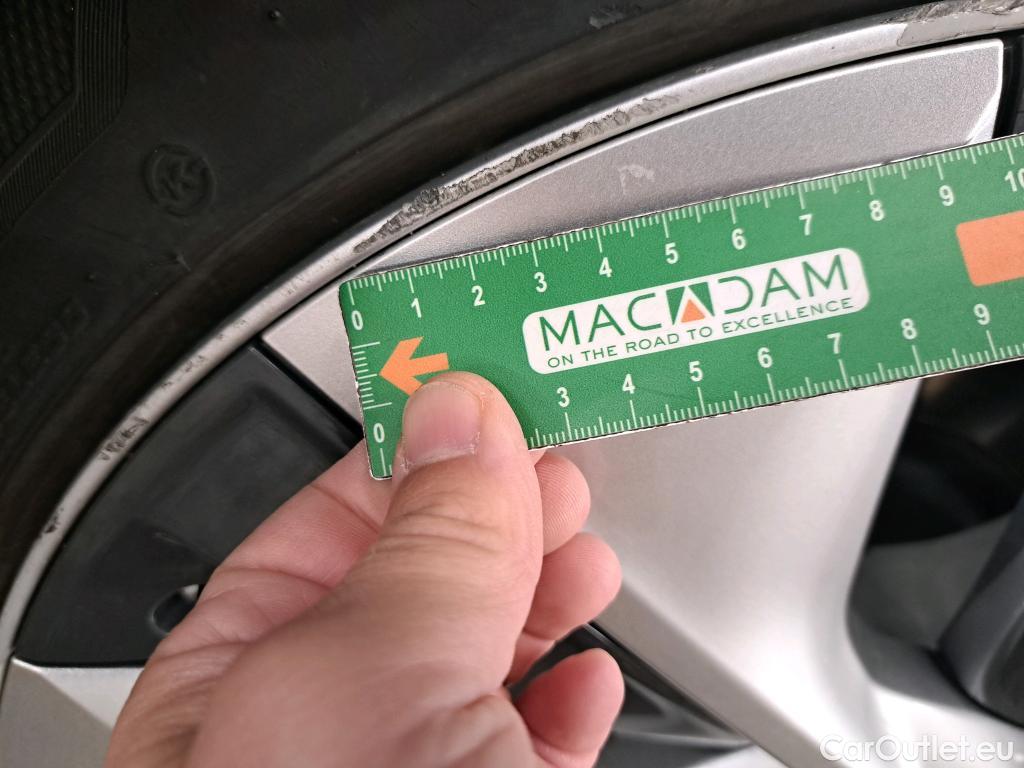 0 1 2 3 4 5 6 7 8 9 10
MACADAM
ON THE ROAD TO EXCELLENCE
0 3 4 5 6 7 8 9
CarOutlet.eu